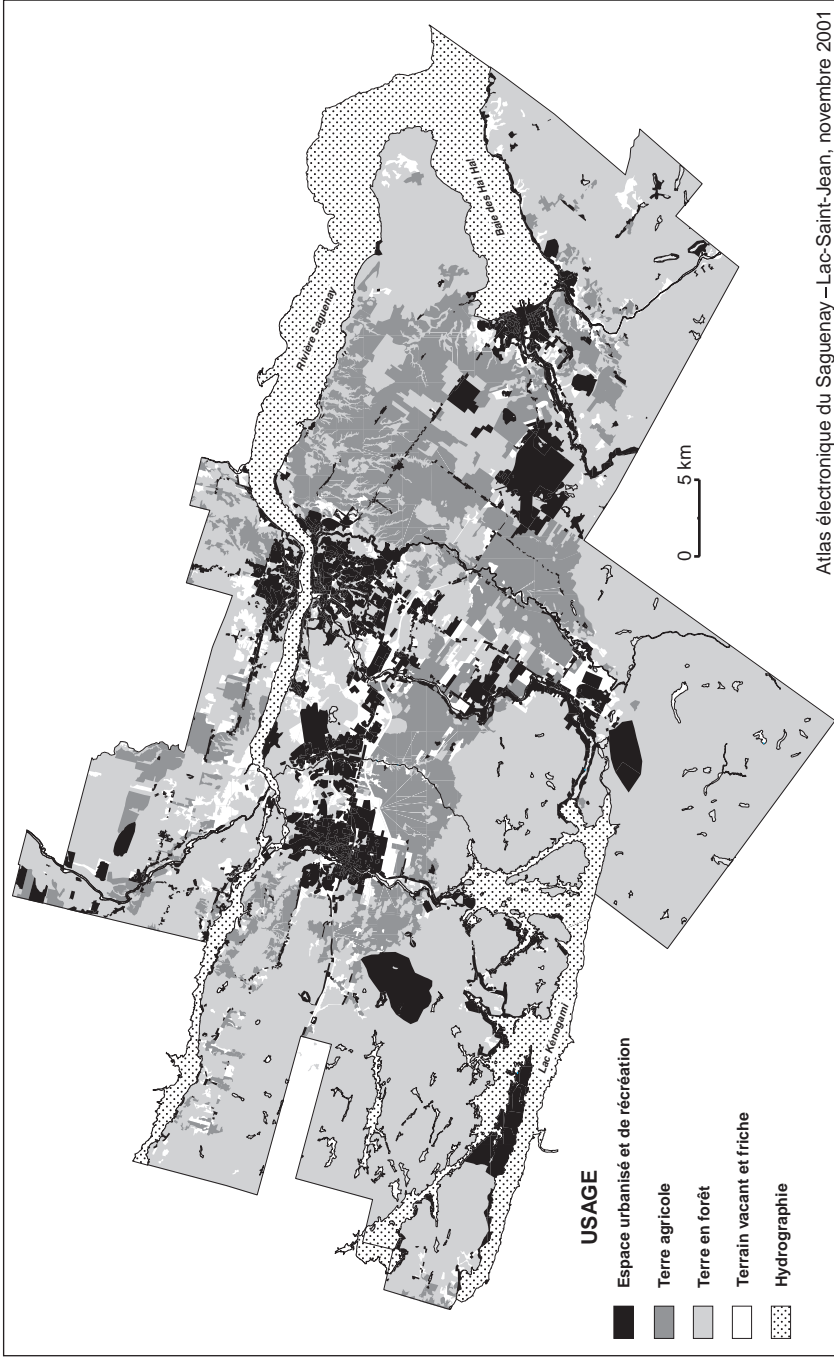 Rivière Saguenay
Baie des Ha! Ha!
Lac Kénogami
0 5 km
USAGE
Espace urbanisé et de récréation
Terre agricole
Terre en forêt
Terrain vacant et friche
Hydrographie
Atlas électronique du Saguenay – Lac-Saint-Jean, novembre 2001